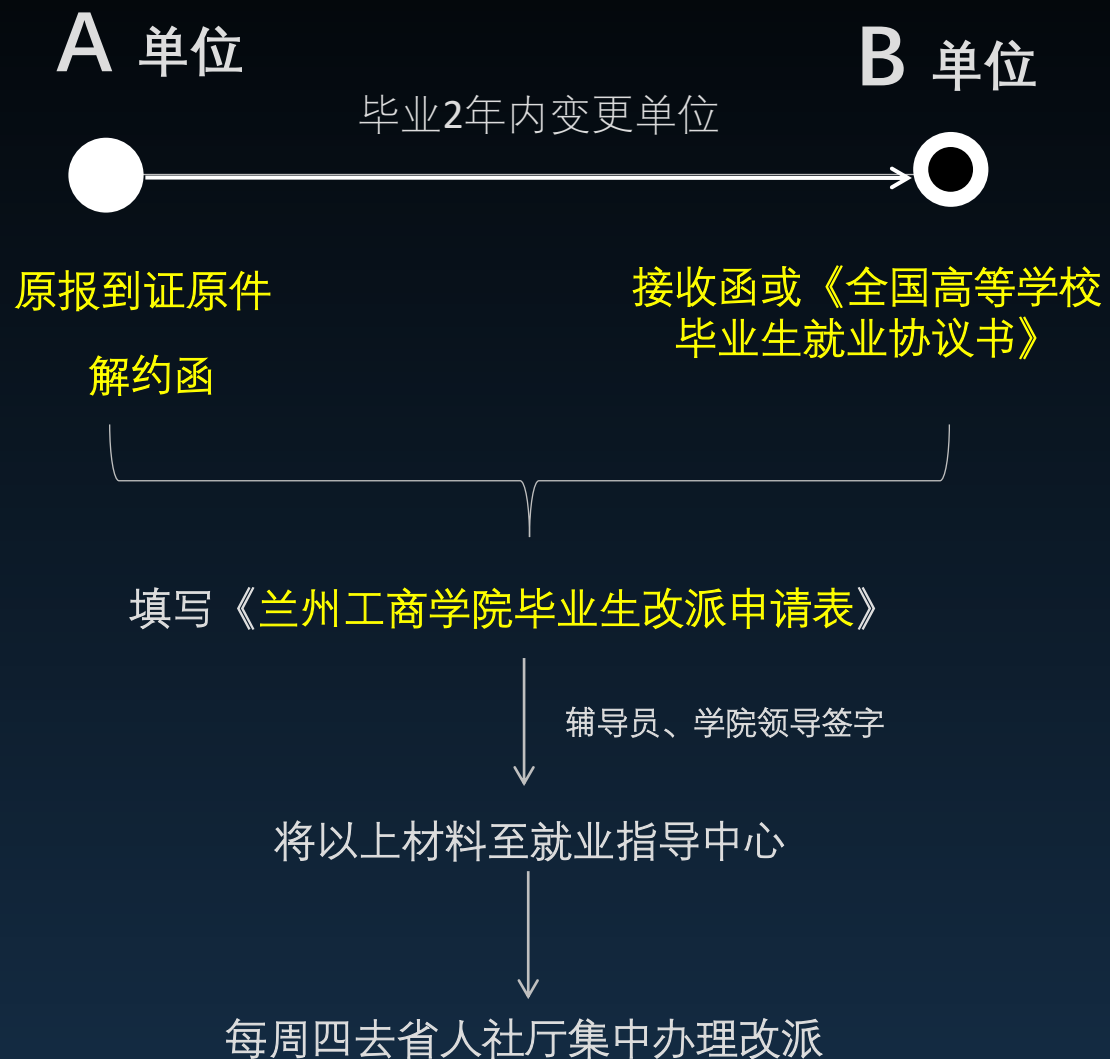 A 单位
B 单位
毕业2年内变更单位
原报到证原件
解约函
接收函或《全国高等学校
毕业生就业协议书》
填写《兰州工商学院毕业生改派申请表》
辅导员、学院领导签字
将以上材料至就业指导中心
每周四去省人社厅集中办理改派